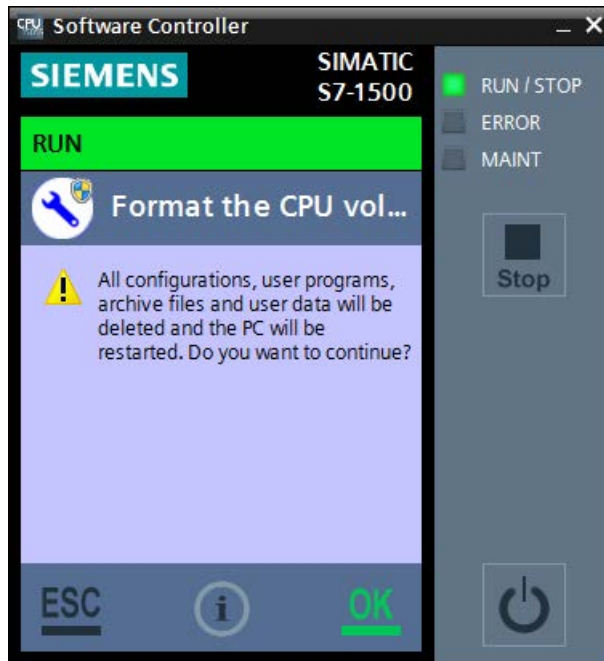 CPU Software Controller
SIEMENS
SIMATIC
S7-1500
RUN / STOP
ERROR
MAINT
RUN
Format the CPU vol...
All configurations, user programs,
archive files and user data will be
deleted and the PC will be
restarted. Do you want to continue?
Stop
ESC
i
OK